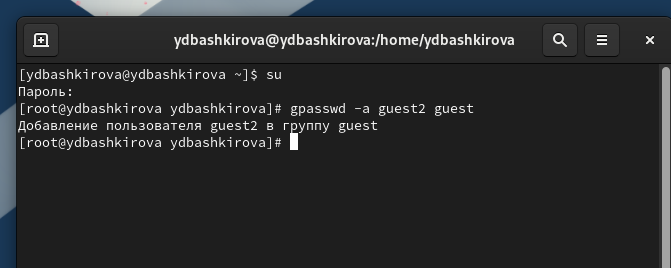 ydbashkirova@ydbashkirova:/home/ydbashkirova
[ydbashkirova@ydbashkirova ~]$ su
Пароль:
[root@ydbashkirova ydbashkirova]# gpasswd -a guest2 guest
Добавление пользователя guest2 в группу guest
[root@ydbashkirova ydbashkirova]#